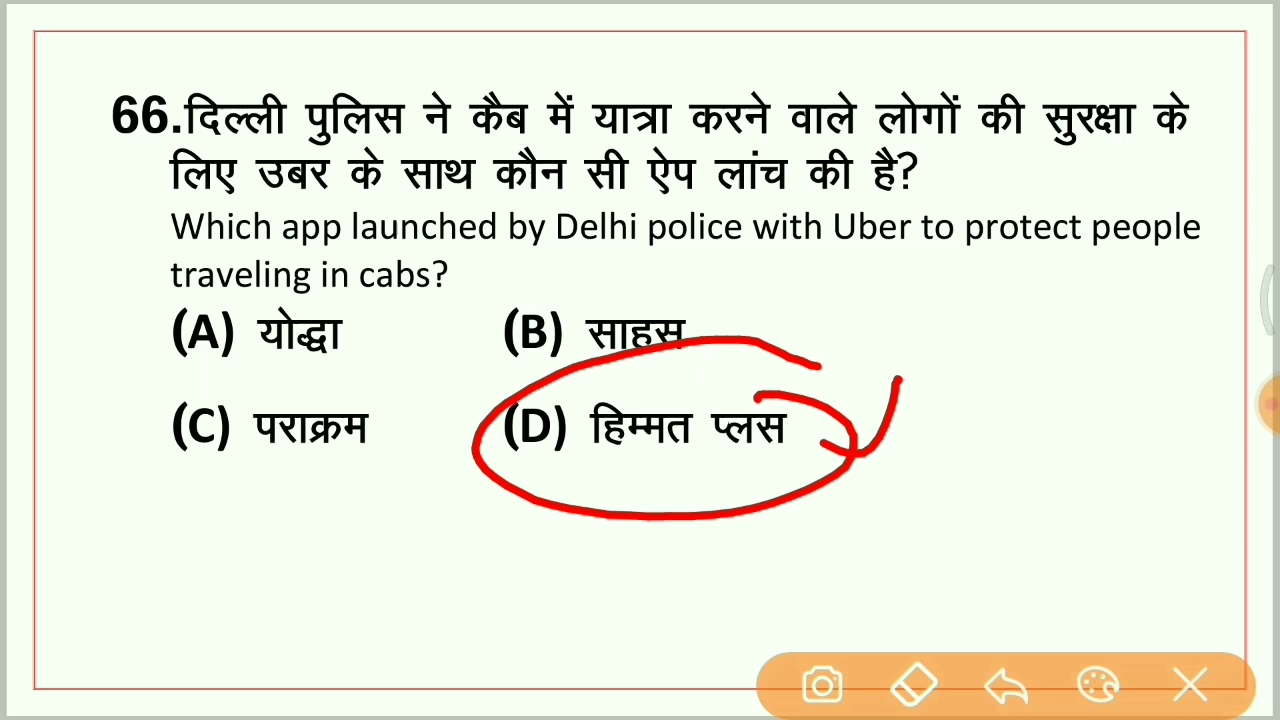 66.दिल्ली पुलिस ने कैब में यात्रा करने वाले लोगों की सुरक्षा के
लिए उबर के साथ कौन सी ऐप लांच की है?
Which app launched by Delhi police with Uber to protect people
traveling in cabs?
(A) योद्धा (B) साहस
(C) पराक्रम (D) हिम्मत प्लस